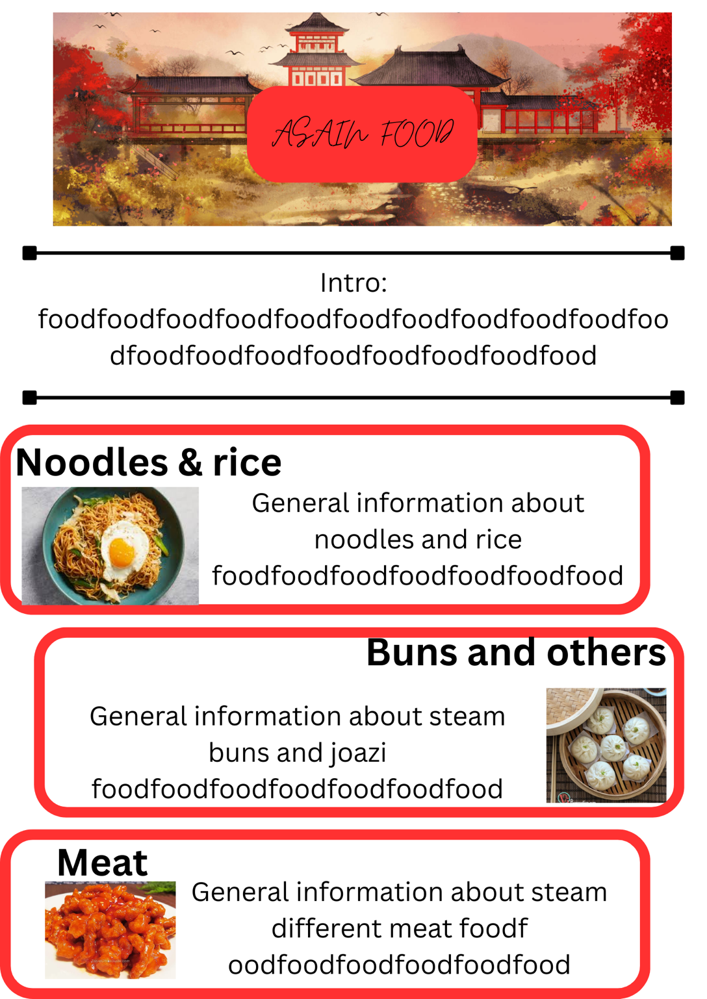 ASAIN FOOD
Intro:
foodfoodfoodfoodfoodfoodfoodfoodfoodfoodfoo
dfoodfoodfoodfoodfoodfoodfoodfood
Noodles & rice
General information about
noodles and rice
foodfoodfoodfoodfoodfoodfood
Buns and others
General information about steam
buns and joazi
foodfoodfoodfoodfoodfoodfood
Meat
General information about steam
different meat foodf
oodfoodfoodfoodfoodfood